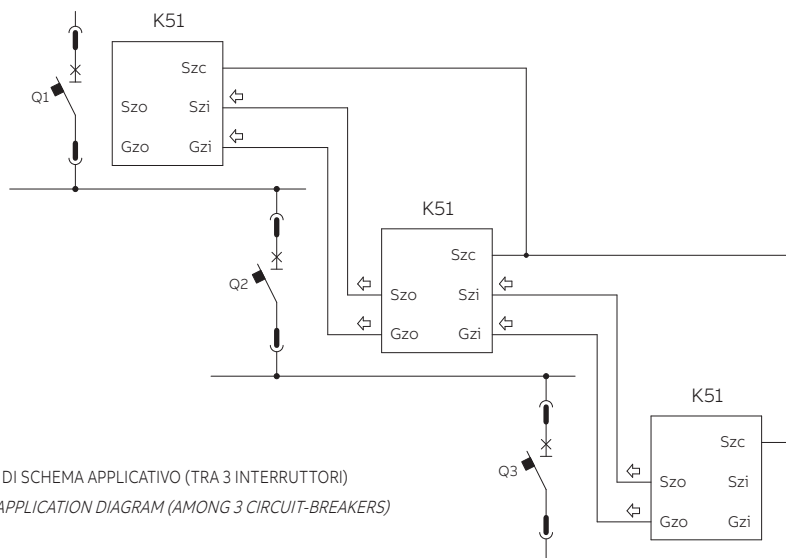 K51
Szc
Q1
Szo Szi
Gzo Gzi
K51
Szc
Q2
Szo Szi
Gzo Gzi
K51
Szc
Q3
Szo Szi
Gzo Gzi
DI SCHEMA APPLICATIVO (TRA 3 INTERRUTTORI)
APPLICATION DIAGRAM (AMONG 3 CIRCUIT-BREAKERS)